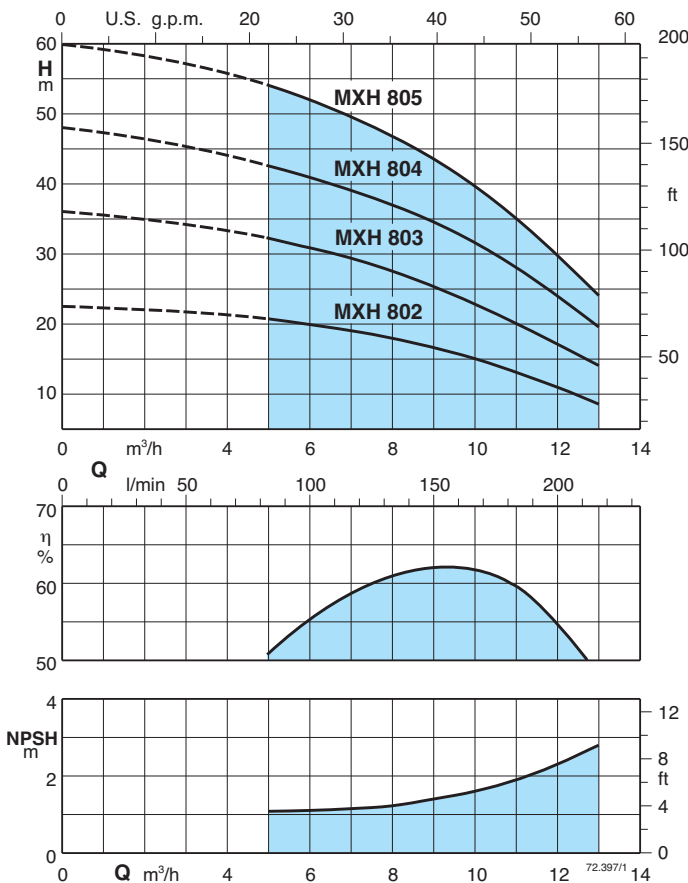 0 U.S. g.p.m. 20 30 40 50 60
60 H m 50 40 30 20 10
200 150 ft 100 50
MXH 805
MXH 804
MXH 803
MXH 802
0 m³/h 4 6 8 10 12 14
Q
0 l/min 50 100 150 200
70 η % 60 50
4 NPSH m 2 0
12 8 ft 4 0
72.397/1
0 Q m³/h 4 6 8 10 12 14